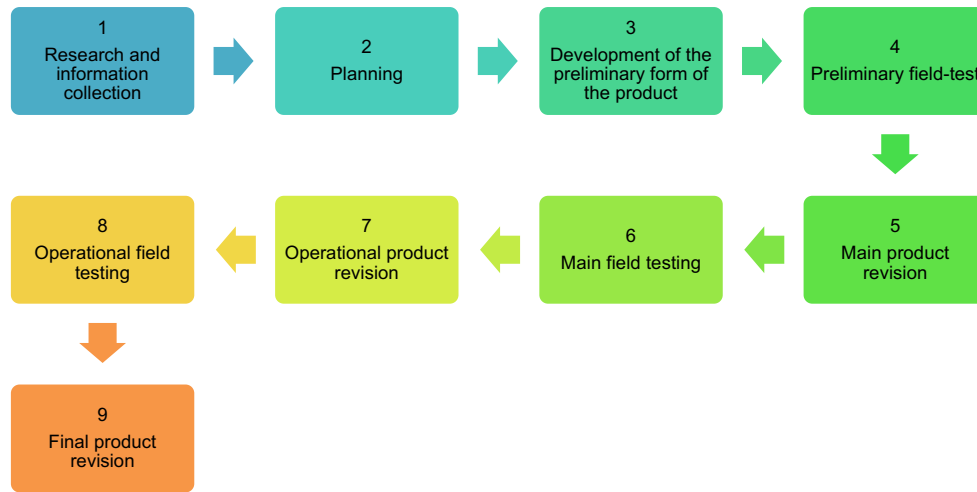 1
Research and
information
collection
2
Planning
3
Development of the
preliminary form of
the product
4
Preliminary field-test
5
Main product
revision
6
Main field testing
7
Operational product
revision
8
Operational field
testing
9
Final product
revision